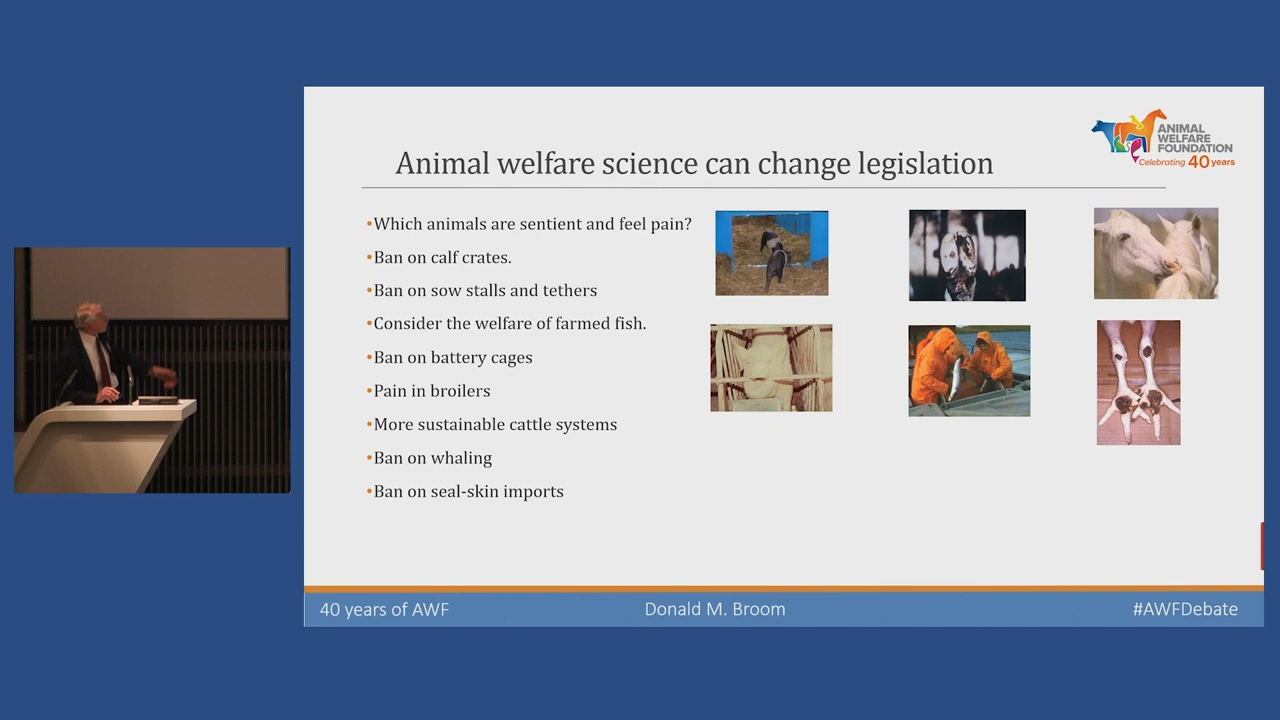 ANIMAL
WELFARE
FOUNDATION
Celebrating 40 years
Animal welfare science can change legislation
•Which animals are sentient and feel pain?
•Ban on calf crates.
•Ban on sow stalls and tethers
•Consider the welfare of farmed fish.
•Ban on battery cages
•Pain in broilers
•More sustainable cattle systems
•Ban on whaling
•Ban on seal-skin imports
40 years of AWF
Donald M. Broom
#AWFDebate